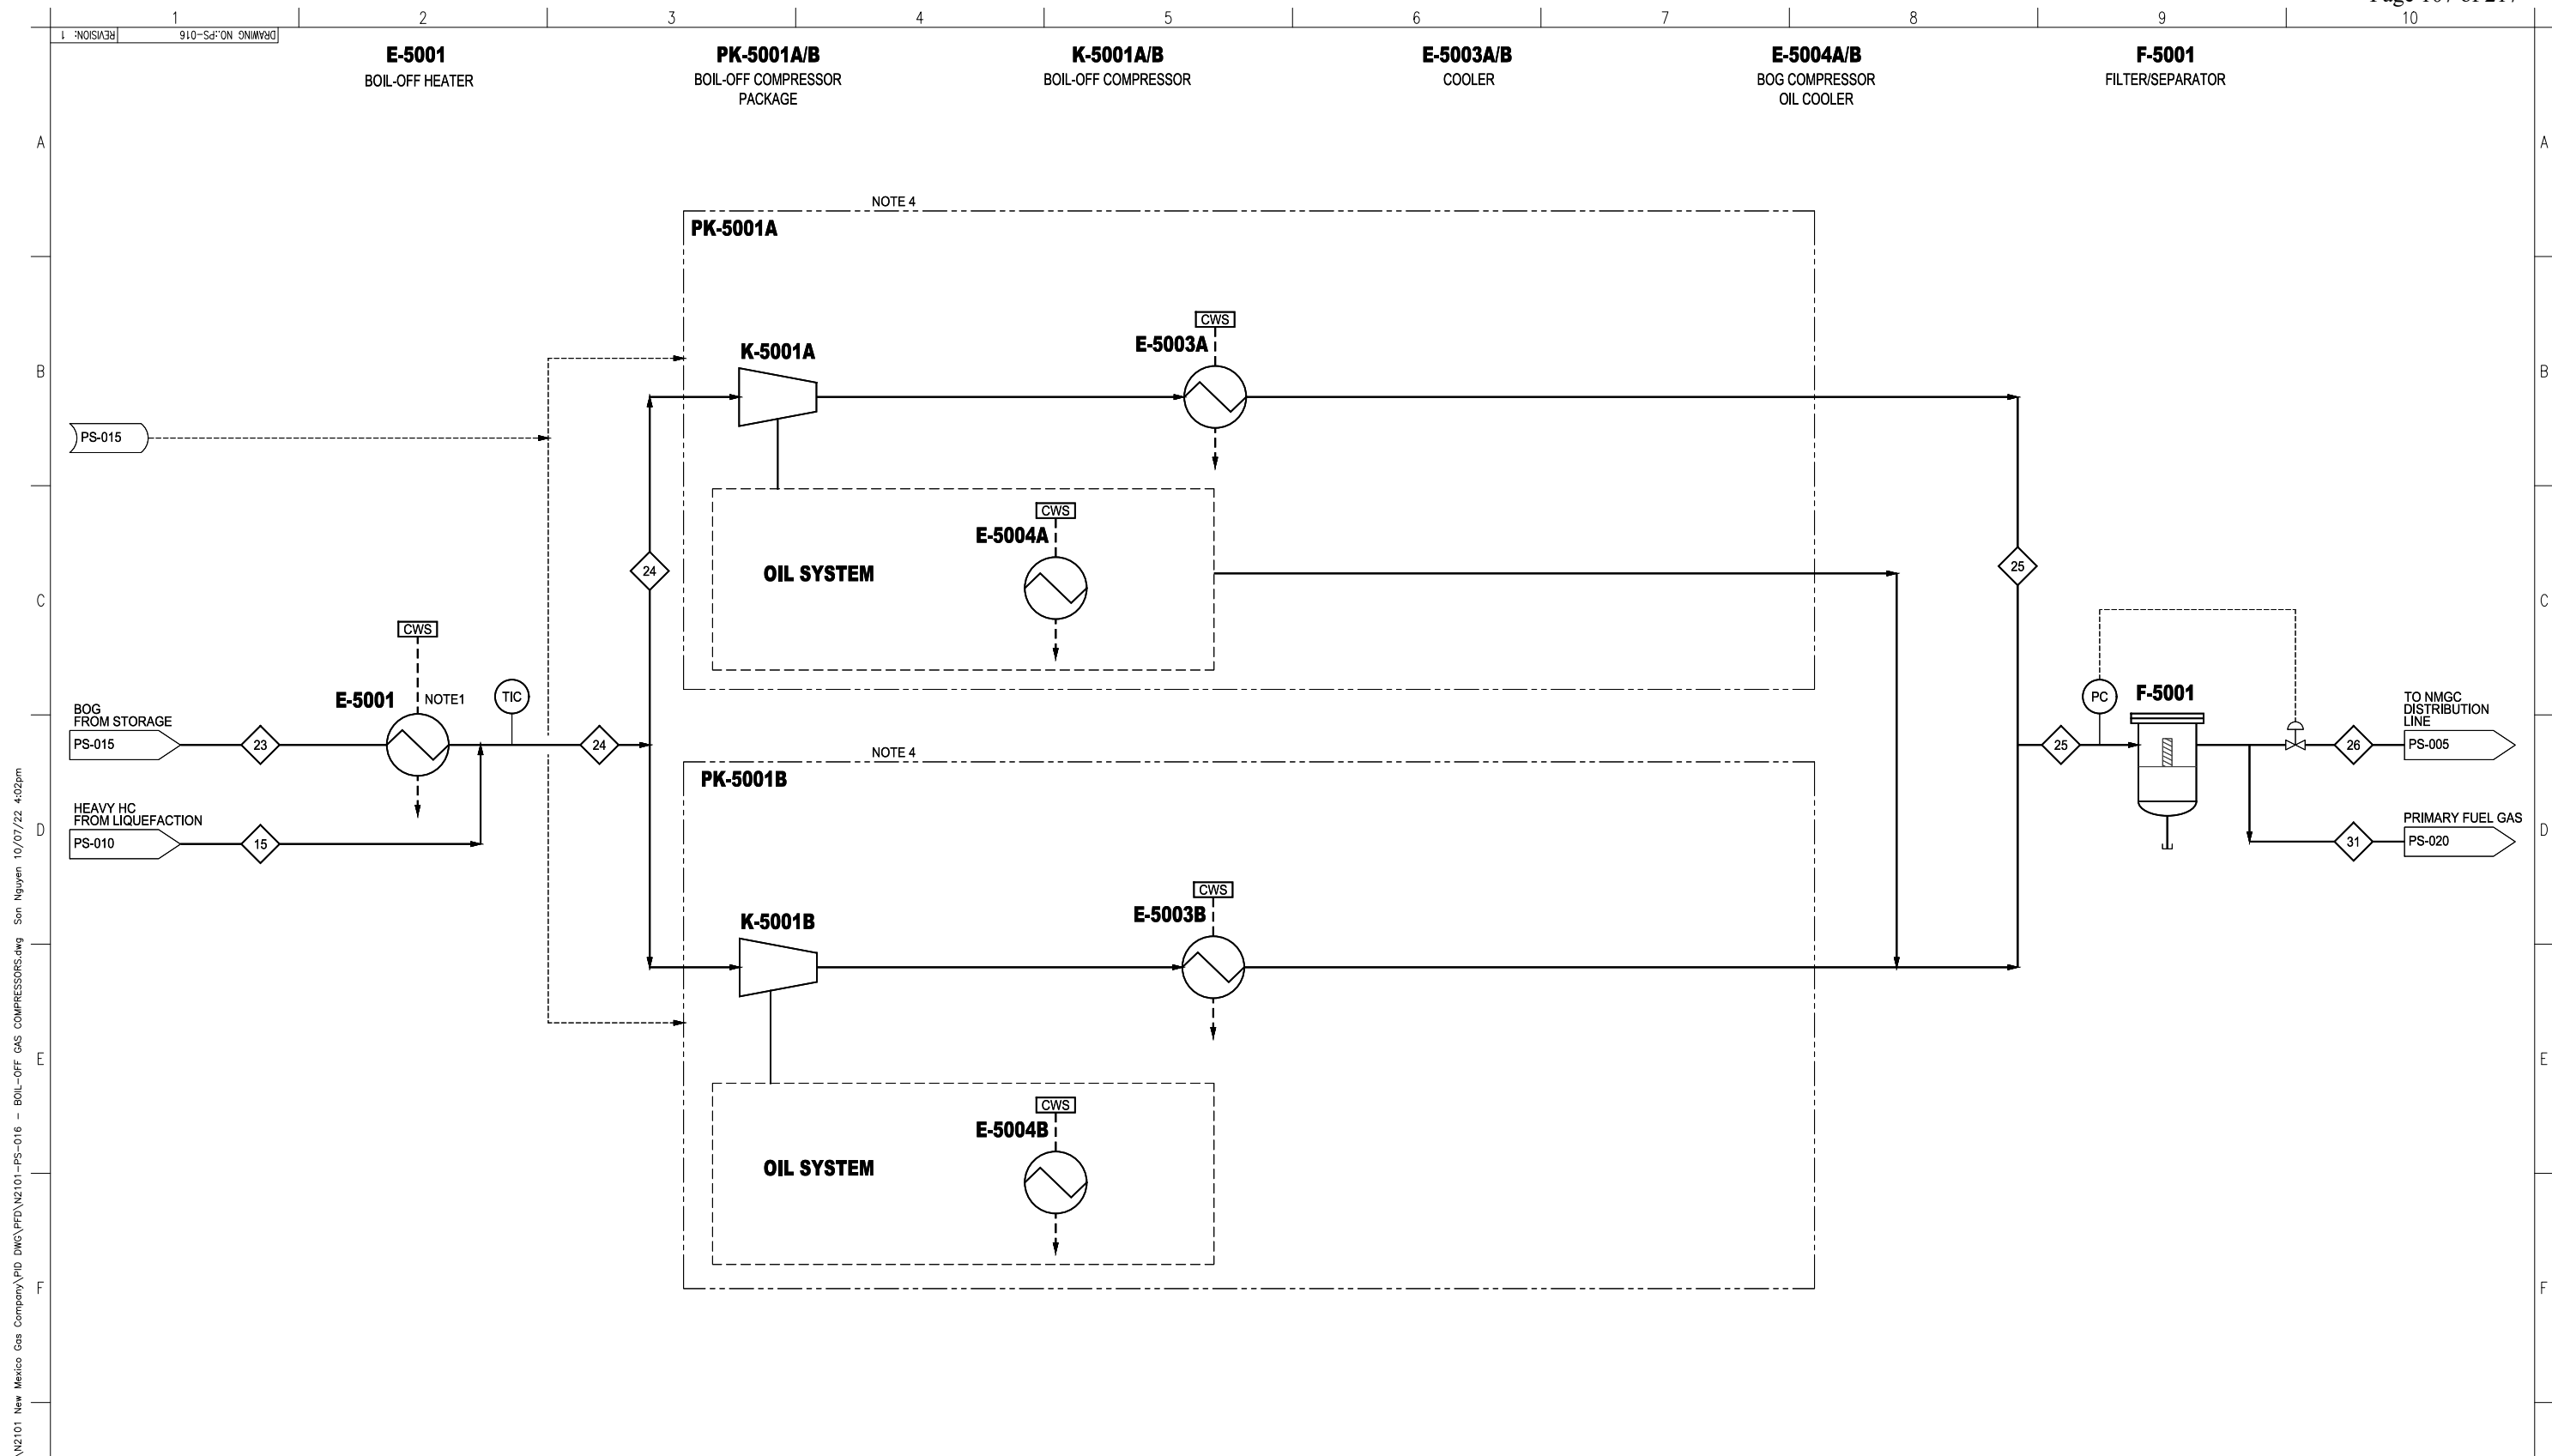 1 2 3 4 5 6 7 8 9 10
DRAWING NO.:PS-016 REVISION: 1
E-5001
BOIL-OFF HEATER
PK-5001A/B
BOIL-OFF COMPRESSOR
PACKAGE
K-5001A/B
BOIL-OFF COMPRESSOR
E-5003A/B
COOLER
E-5004A/B
BOG COMPRESSOR
OIL COOLER
F-5001
FILTER/SEPARATOR
A A
NOTE 4
PK-5001A
CWS
E-5003A
K-5001A
B B
PS-015
CWS
E-5004A
OIL SYSTEM
24
25
C C
CWS
E-5001 NOTE1
TIC
BOG
FROM STORAGE
PS-015
23
24
PC
F-5001
25
TO NMGC
DISTRIBUTION
LINE
26
PS-005
NOTE 4
PK-5001B
HEAVY HC
FROM LIQUEFACTION
PS-010
15
D D
PRIMARY FUEL GAS
31
PS-020
CWS
E-5003B
K-5001B
E E
CWS
E-5004B
OIL SYSTEM
F F
\N2101 New Mexico Gas Company\PID DWG\PFD\N2101-PS-016 - BOIL-OFF GAS COMPRESSORS.dwg Son Nguyen 10/07/22 4:02pm